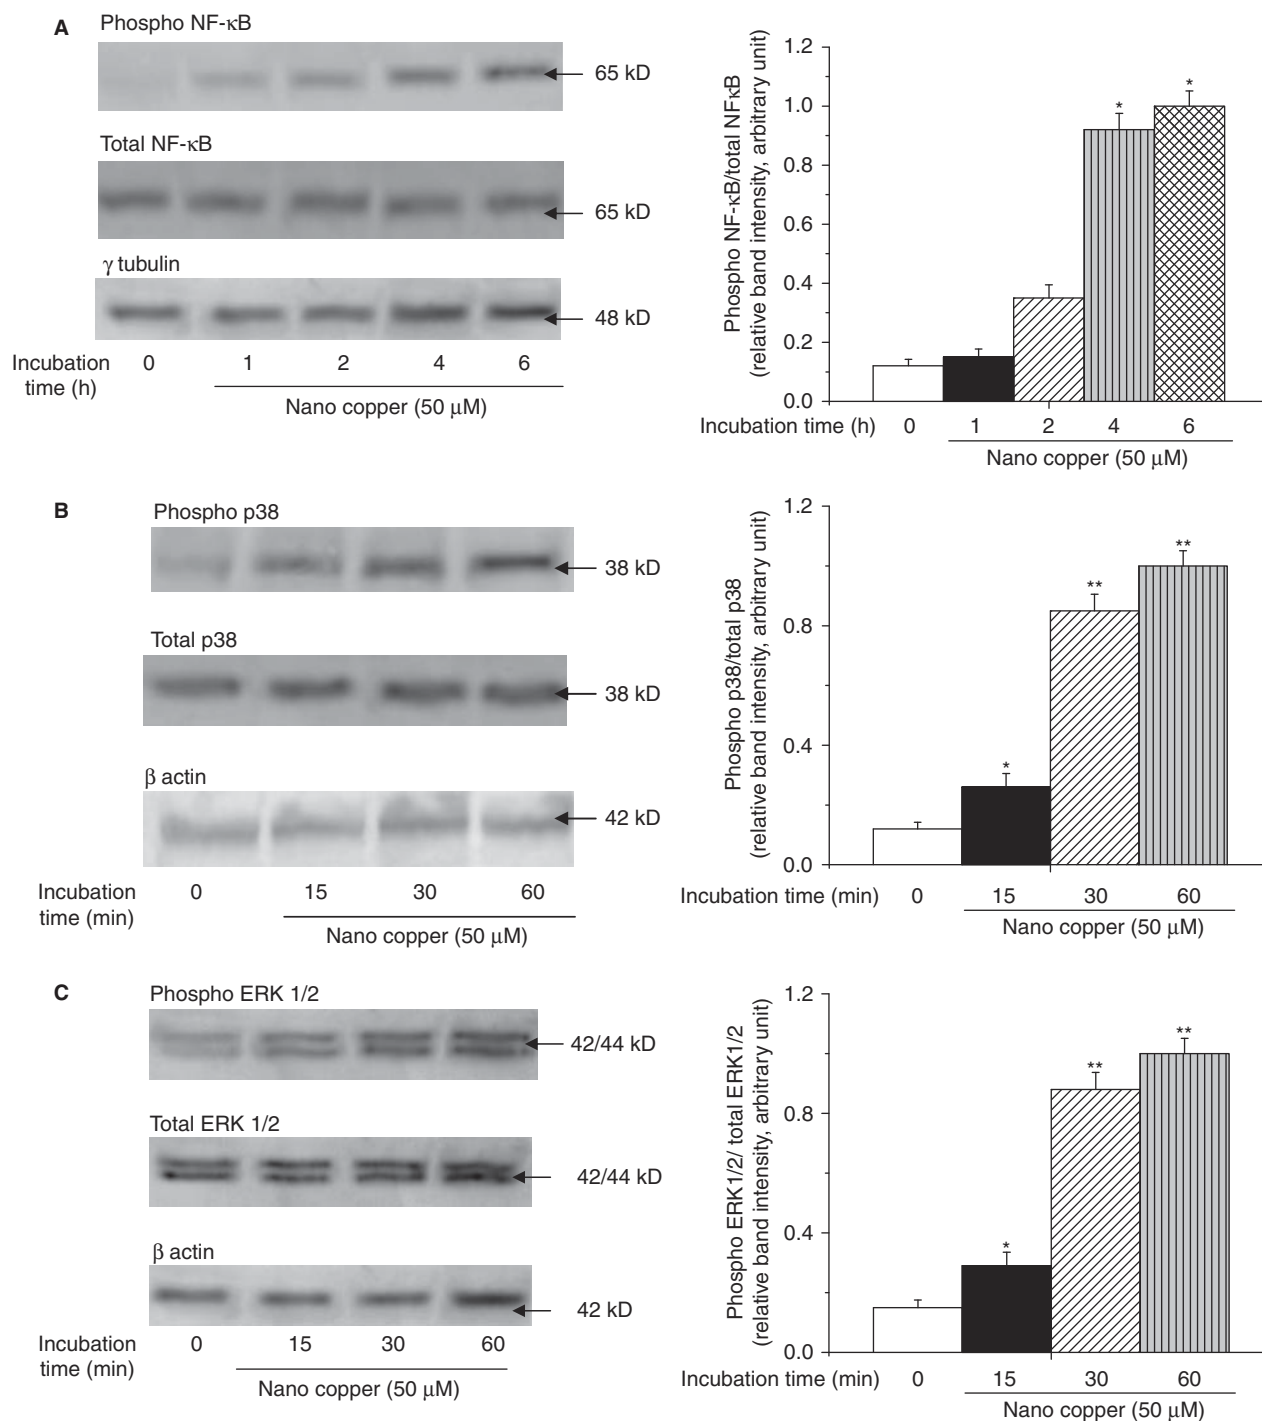 A
Phospho NF-κB
65 kD
Total NF-κB
65 kD
γ tubulin
48 kD
Incubation
time (h)
0 1 2 4 6
Nano copper (50 μM)
Phospho NF-κB/total NFκB
(relative band intensity, arbitrary unit)
1.2
1.0
0.8
0.6
0.4
0.2
0.0
* *
Incubation time (h) 0 1 2 4 6
Nano copper (50 μM)
B
Phospho p38
38 kD
Total p38
38 kD
β actin
42 kD
Incubation
time (min)
0 15 30 60
Nano copper (50 μM)
Phospho p38/total p38
(relative band intensity, arbitrary unit)
1.2
0.8
0.4
0.0
* ** **
Incubation time (min) 0 15 30 60
Nano copper (50 μM)
C
Phospho ERK 1/2
42/44 kD
Total ERK 1/2
42/44 kD
β actin
42 kD
Incubation
time (min)
0 15 30 60
Nano copper (50 μM)
Phospho ERK1/2/ total ERK1/2
(relative band intensity, arbitrary unit)
1.2
0.8
0.4
0.0
* ** **
Incubation time (min) 0 15 30 60
Nano copper (50 μM)